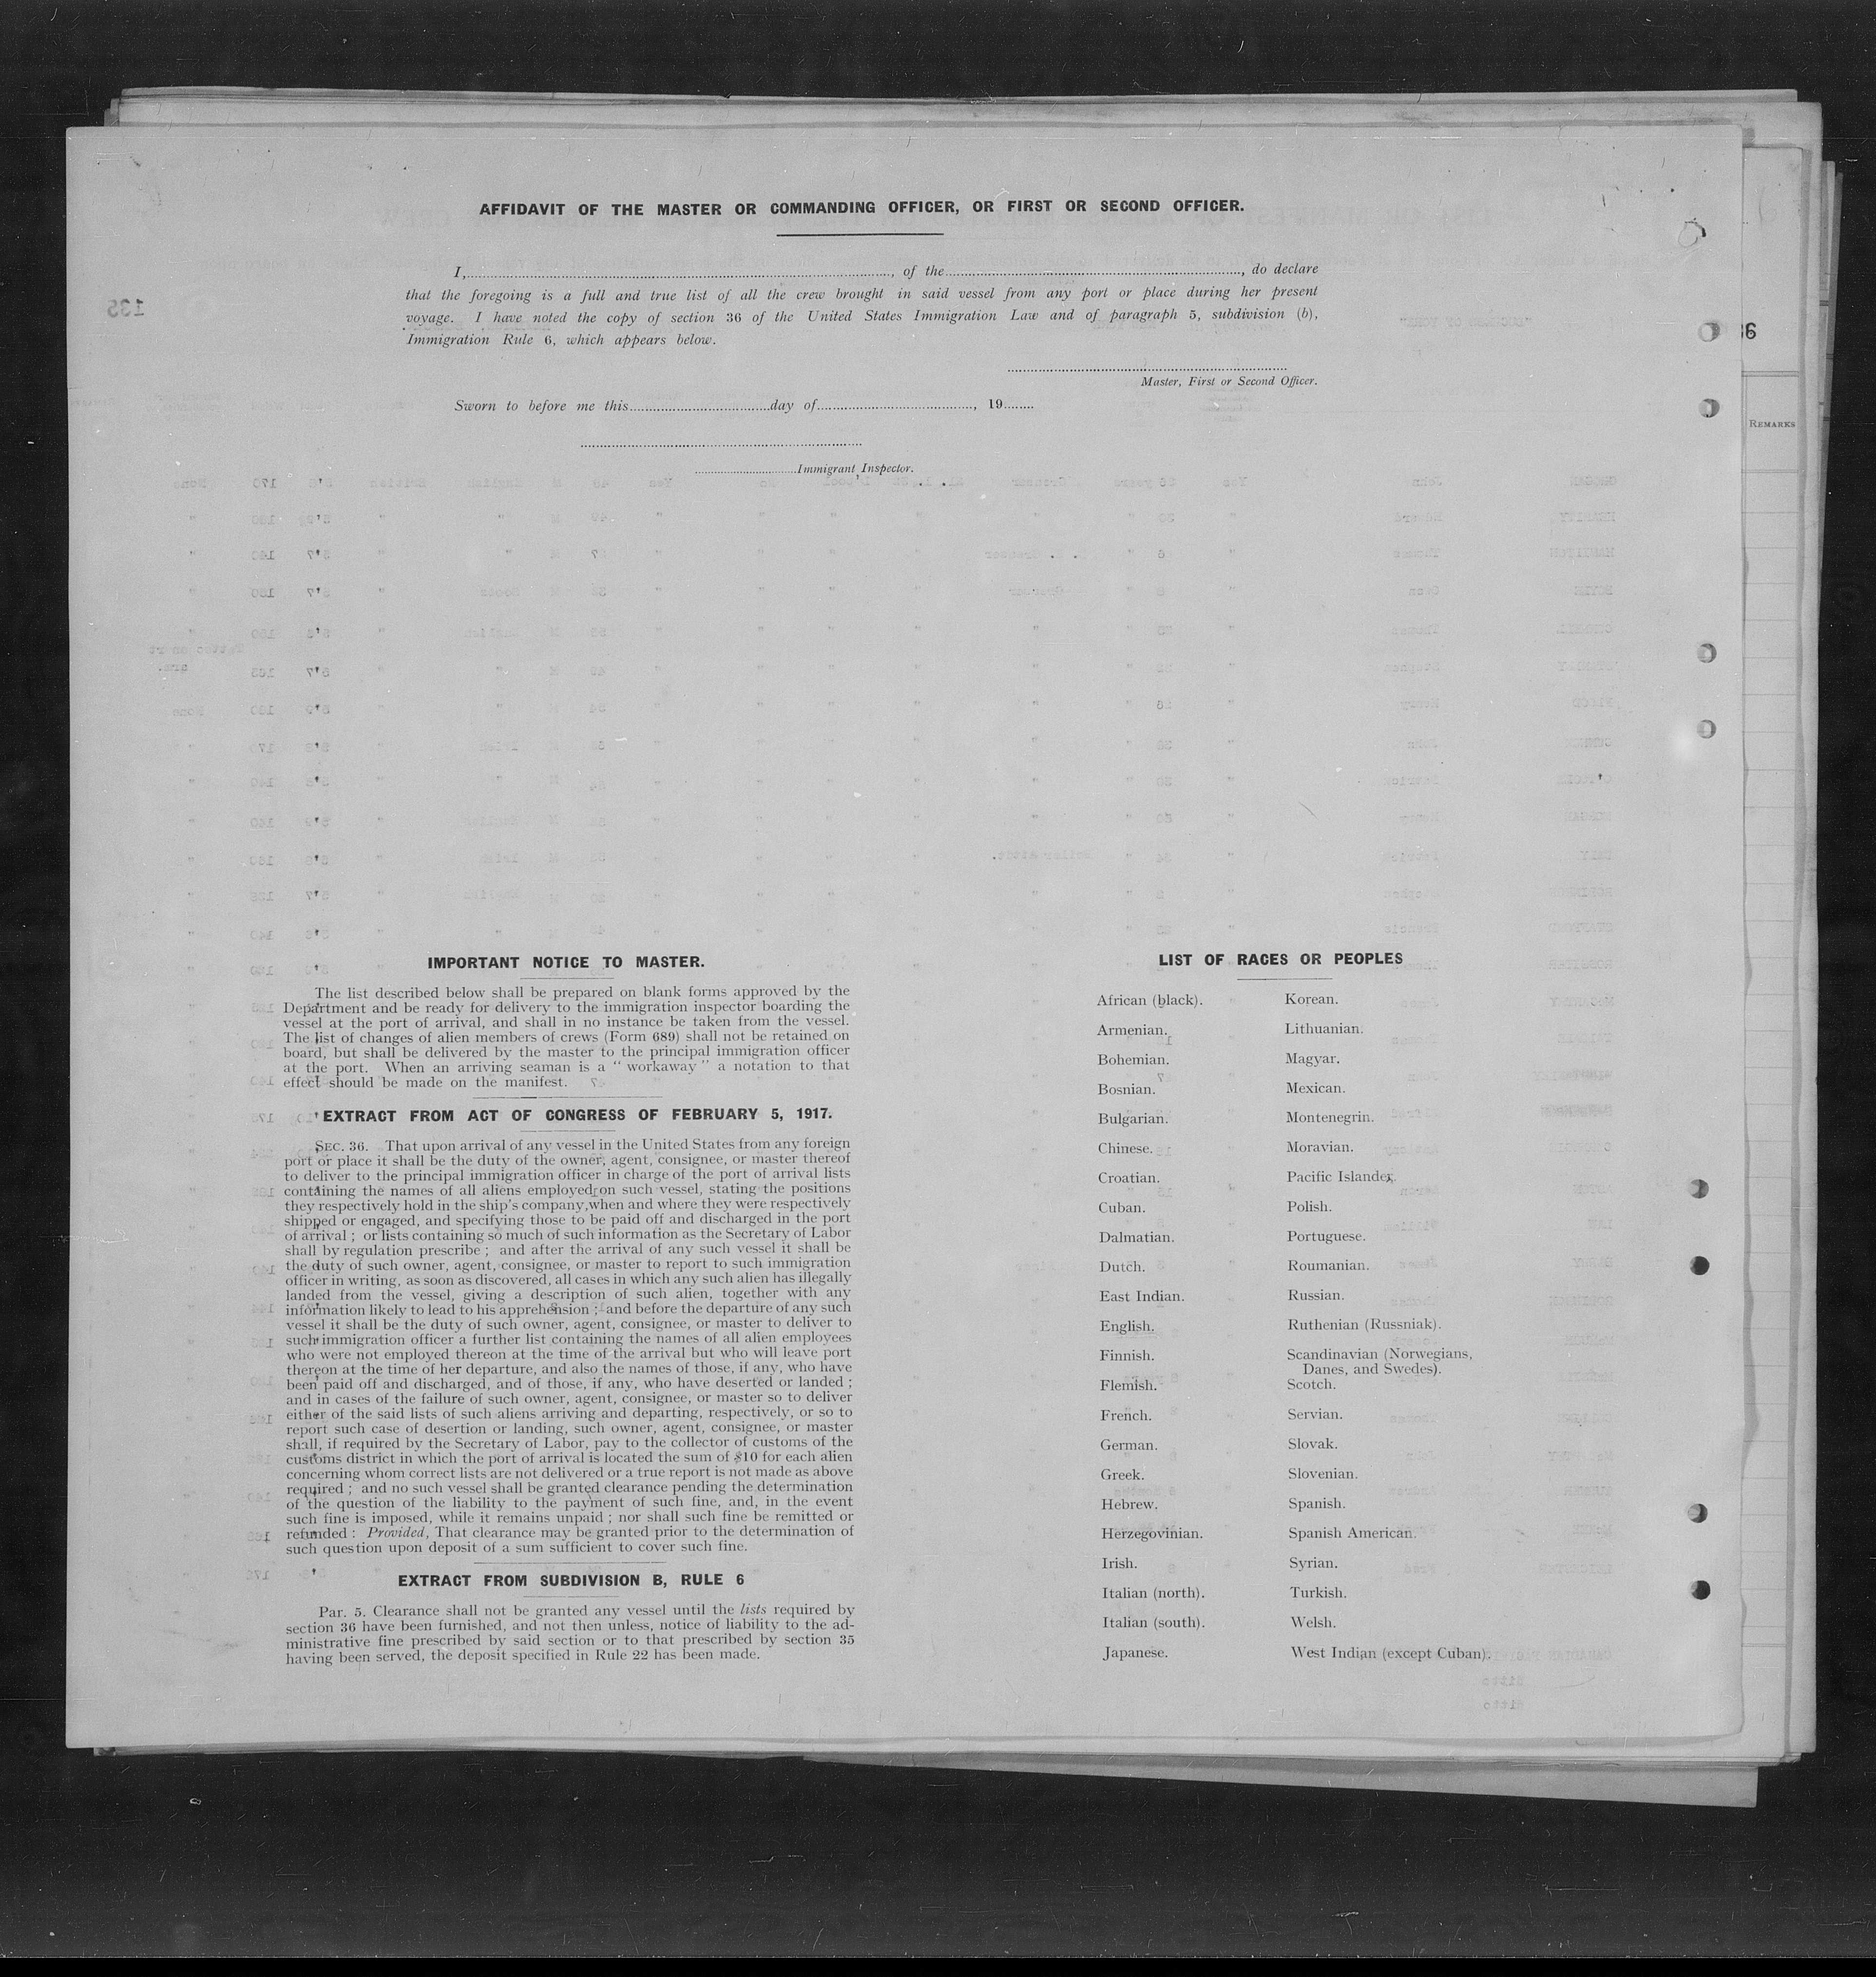 AFFIDAVIT OF THE MASTER OR COMMANDING OFFICER, OR FIRST OR SECOND OFFICER.
I,........, of the........, do declare
that the foregoing is a full and true list of all the crew brought in said vessel from any port or place during her present
voyage. I have noted the copy of section 36 of the United States Immigration Law and of paragraph 5, subdivision (b),
Immigration Rule 6, which appears below.
Master, First or Second Officer.
Sworn to before me this........day of........, 19........
........Immigrant Inspector.
135
REMARKS
IMPORTANT NOTICE TO MASTER.
The list described below shall be prepared on blank forms approved by the
Department and be ready for delivery to the immigration inspector boarding the
vessel at the port of arrival, and shall in no instance be taken from the vessel.
The list of changes of alien members of crews (Form 689) shall not be retained on
board, but shall be delivered by the master to the principal immigration officer
at the port. When an arriving seaman is a “ workaway ” a notation to that
effect should be made on the manifest.
EXTRACT FROM ACT OF CONGRESS OF FEBRUARY 5, 1917.
SEC. 36. That upon arrival of any vessel in the United States from any foreign
port or place it shall be the duty of the owner, agent, consignee, or master thereof
to deliver to the principal immigration officer in charge of the port of arrival lists
containing the names of all aliens employed on such vessel, stating the positions
they respectively hold in the ship's company,when and where they were respectively
shipped or engaged, and specifying those to be paid off and discharged in the port
of arrival ; or lists containing so much of such information as the Secretary of Labor
shall by regulation prescribe ; and after the arrival of any such vessel it shall be
the duty of such owner, agent, consignee, or master to report to such immigration
officer in writing, as soon as discovered, all cases in which any such alien has illegally
landed from the vessel, giving a description of such alien, together with any
information likely to lead to his apprehension ; and before the departure of any such
vessel it shall be the duty of such owner, agent, consignee, or master to deliver to
such immigration officer a further list containing the names of all alien employees
who were not employed thereon at the time of the arrival but who will leave port
thereon at the time of her departure, and also the names of those, if any, who have
been paid off and discharged, and of those, if any, who have deserted or landed ;
and in cases of the failure of such owner, agent, consignee, or master so to deliver
either of the said lists of such aliens arriving and departing, respectively, or so to
report such case of desertion or landing, such owner, agent, consignee, or master
shall, if required by the Secretary of Labor, pay to the collector of customs of the
customs district in which the port of arrival is located the sum of $10 for each alien
concerning whom correct lists are not delivered or a true report is not made as above
required ; and no such vessel shall be granted clearance pending the determination
of the question of the liability to the payment of such fine, and, in the event
such fine is imposed, while it remains unpaid ; nor shall such fine be remitted or
refunded : Provided, That clearance may be granted prior to the determination of
such question upon deposit of a sum sufficient to cover such fine.
EXTRACT FROM SUBDIVISION B, RULE 6
Par. 5. Clearance shall not be granted any vessel until the lists required by
section 36 have been furnished, and not then unless, notice of liability to the ad-
ministrative fine prescribed by said section or to that prescribed by section 35
having been served, the deposit specified in Rule 22 has been made.
LIST OF RACES OR PEOPLES
African (black).
Armenian.
Bohemian.
Bosnian.
Bulgarian.
Chinese.
Croatian.
Cuban.
Dalmatian.
Dutch.
East Indian.
English.
Finnish.
Flemish.
French.
German.
Greek.
Hebrew.
Herzegovinian.
Irish.
Italian (north).
Italian (south).
Japanese.
Korean.
Lithuanian.
Magyar.
Mexican.
Montenegrin.
Moravian.
Pacific Islander.
Polish.
Portuguese.
Roumanian.
Russian.
Ruthenian (Russniak).
Scandinavian (Norwegians,
Danes, and Swedes).
Scotch.
Servian.
Slovak.
Slovenian.
Spanish.
Spanish American.
Syrian.
Turkish.
Welsh.
West Indian (except Cuban).